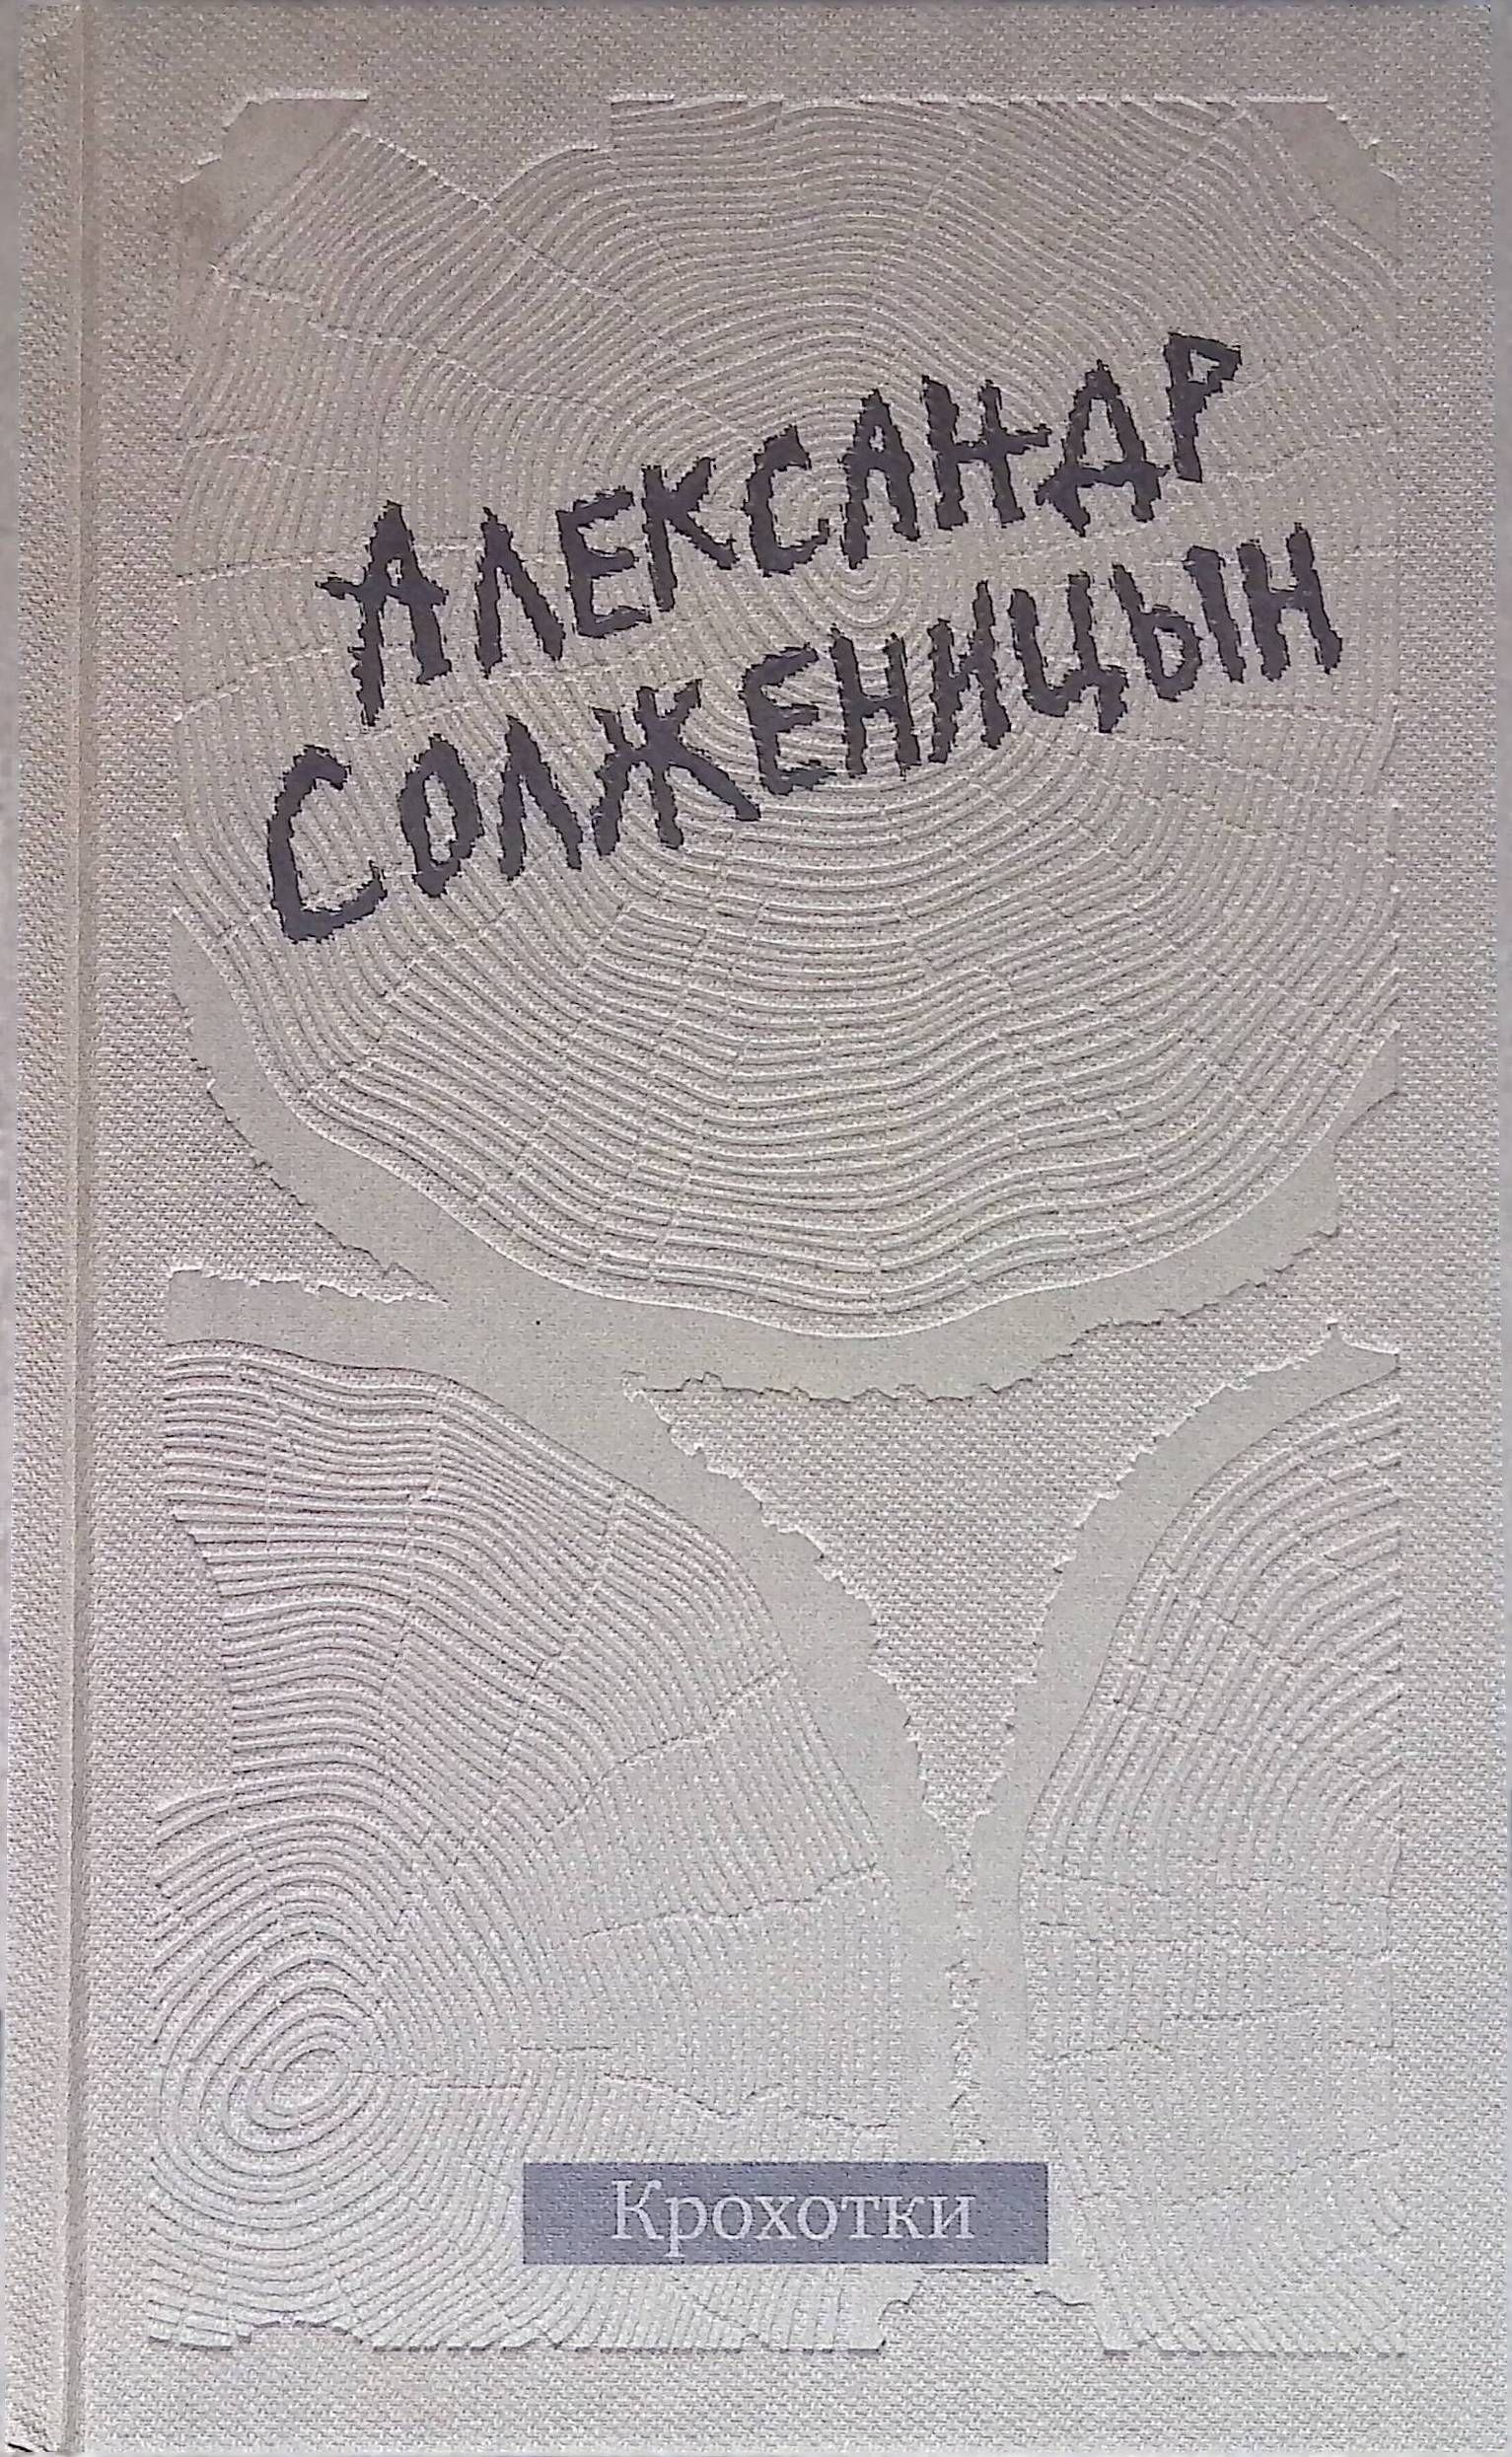 Александр
Солженицын
Крохотки